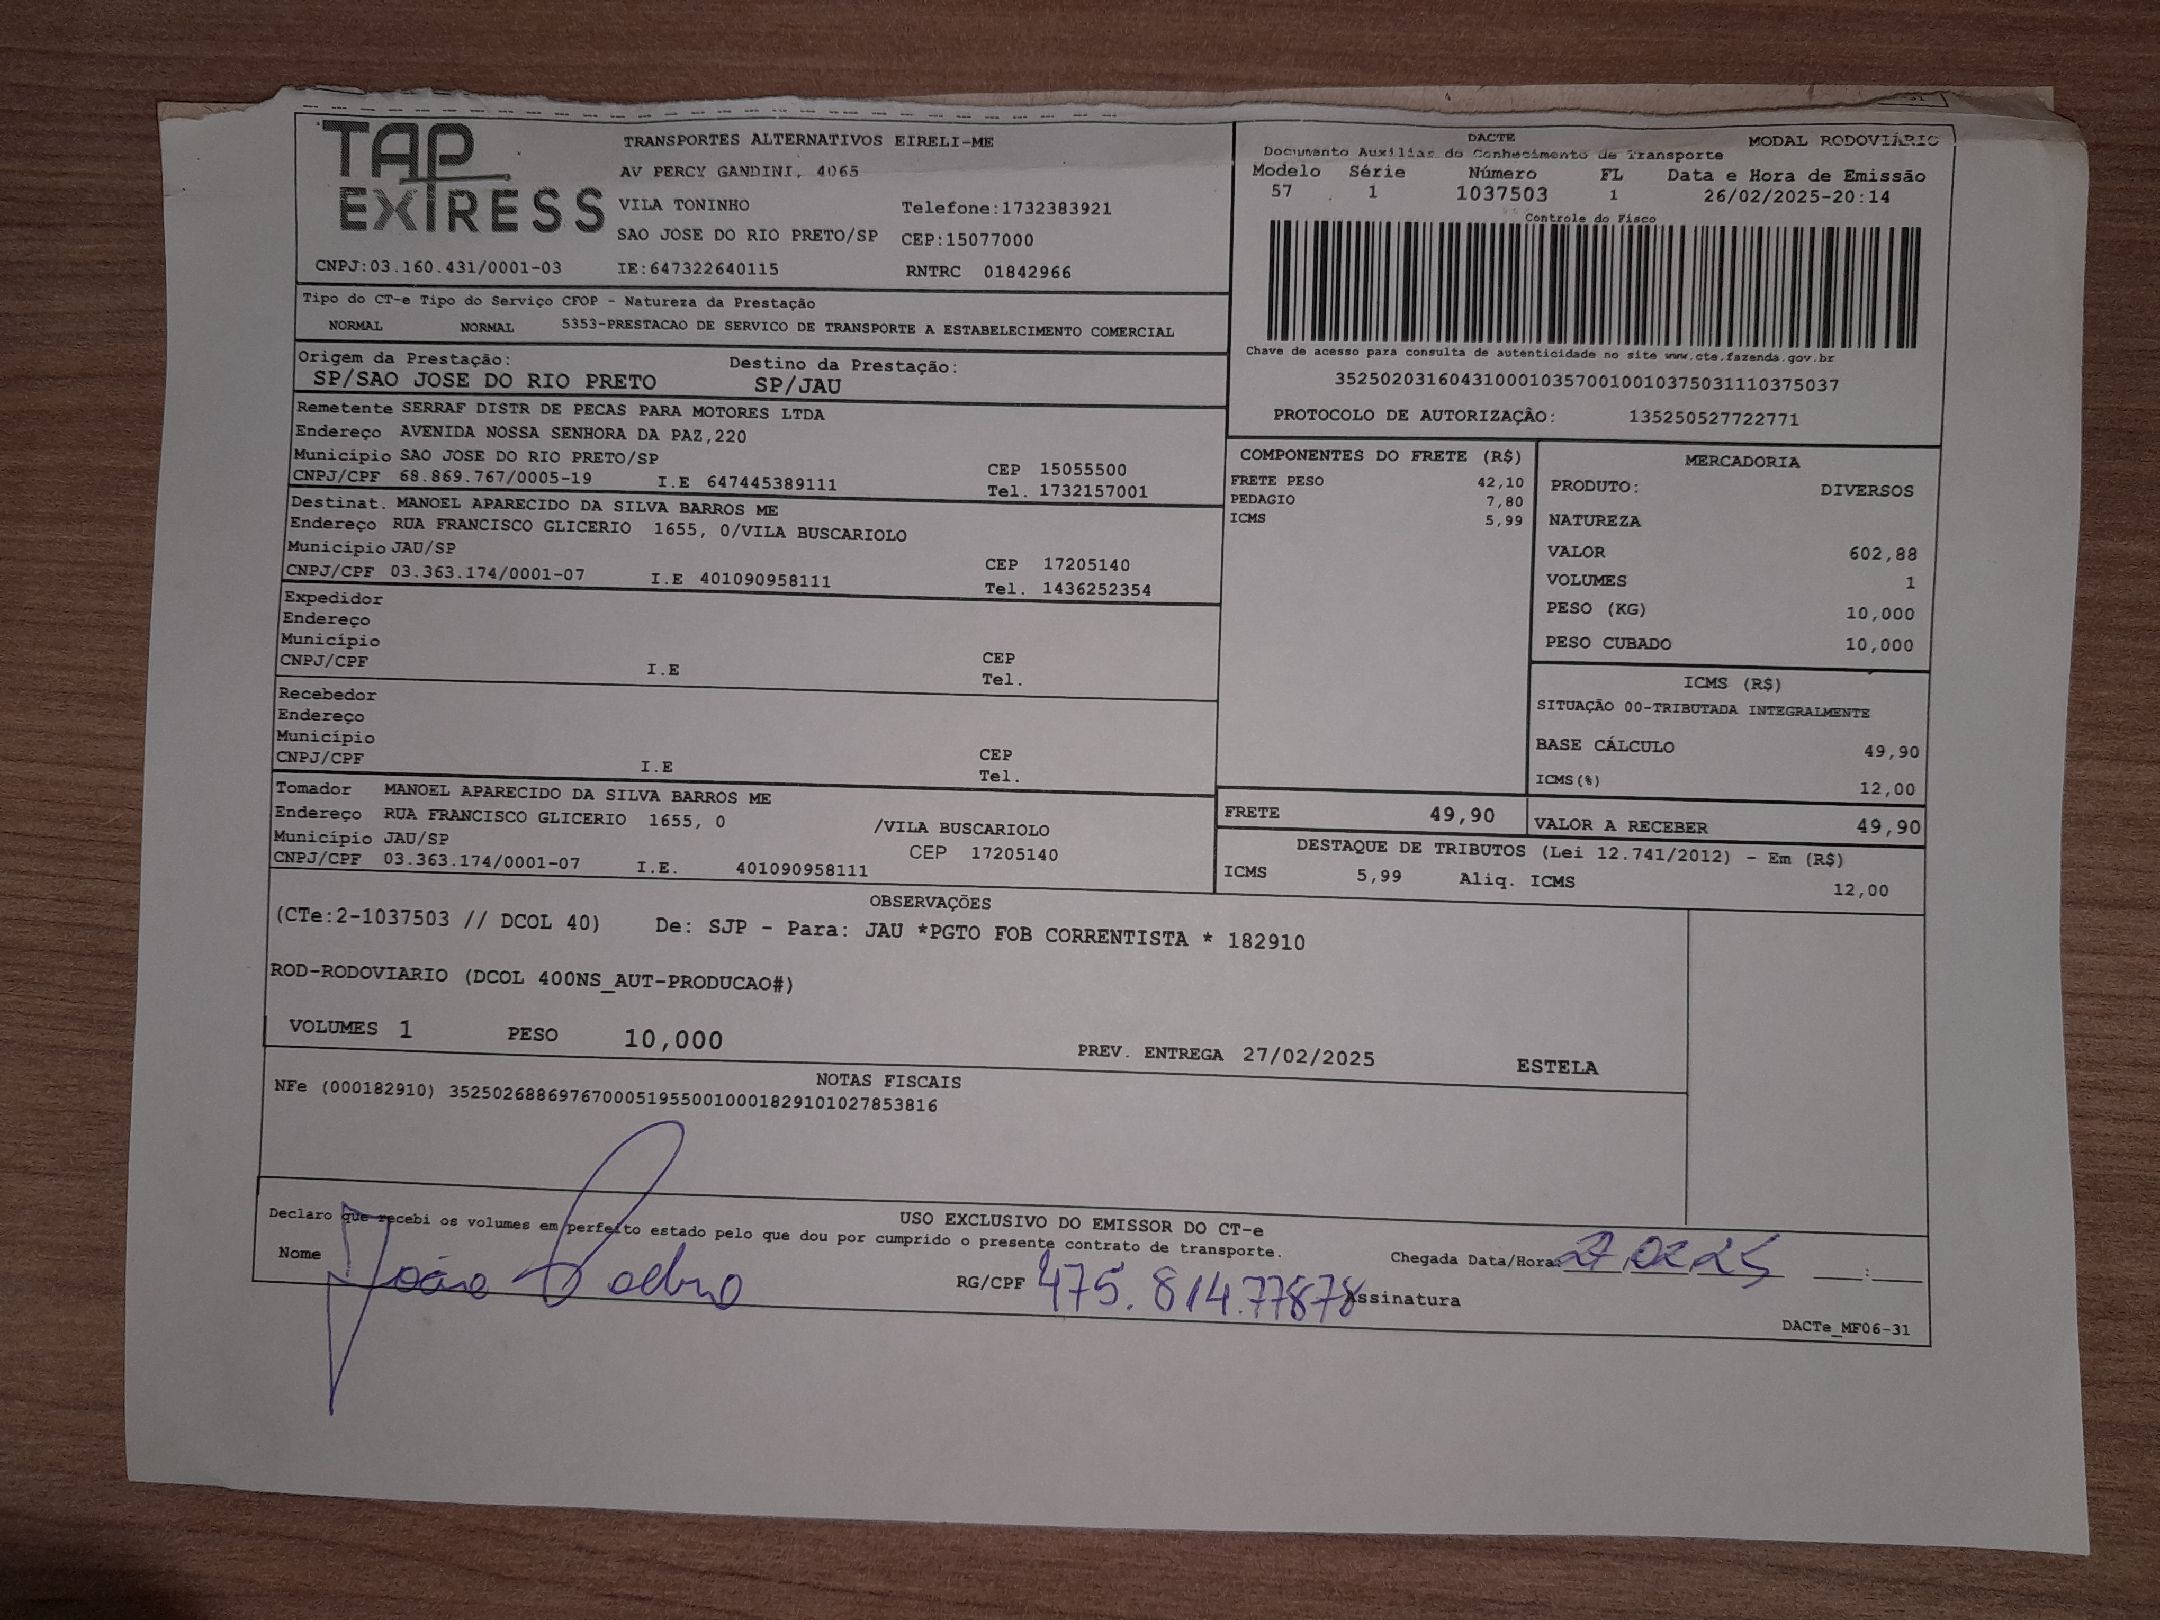 TAP
EXPRESS
TRANSPORTES ALTERNATIVOS EIRELI-ME
AV PERCY GANDINI, 4065
VILA TONINHO Telefone:1732383921
SAO JOSE DO RIO PRETO/SP CEP:15077000
CNPJ:03.160.431/0001-03 IE:647322640115 RNTRC 01842966
DACTE MODAL RODOVIÁRIO
Documento Auxiliar do Conhecimento de Transporte
Modelo Série Número FL Data e Hora de Emissão
57 1 1037503 1 26/02/2025-20:14
Controle do Fisco
Chave de acesso para consulta de autenticidade no site www.cte.fazenda.gov.br
35250203160431000103570010010375031110375037
PROTOCOLO DE AUTORIZAÇÃO: 135250527722771
Tipo do CT-e Tipo do Serviço CFOP - Natureza da Prestação
NORMAL NORMAL 5353-PRESTACAO DE SERVICO DE TRANSPORTE A ESTABELECIMENTO COMERCIAL
Origem da Prestação: Destino da Prestação:
SP/SAO JOSE DO RIO PRETO SP/JAU
Remetente SERRAF DISTR DE PECAS PARA MOTORES LTDA
Endereço AVENIDA NOSSA SENHORA DA PAZ,220
Município SAO JOSE DO RIO PRETO/SP CEP 15055500
CNPJ/CPF 68.869.767/0005-19 I.E 647445389111 Tel. 1732157001
Destinat. MANOEL APARECIDO DA SILVA BARROS ME
Endereço RUA FRANCISCO GLICERIO 1655, 0/VILA BUSCARIOLO
Município JAU/SP CEP 17205140
CNPJ/CPF 03.363.174/0001-07 I.E 401090958111 Tel. 1436252354
Expedidor
Endereço
Município
CNPJ/CPF I.E CEP
Tel.
Recebedor
Endereço
Município
CNPJ/CPF I.E CEP
Tel.
Tomador MANOEL APARECIDO DA SILVA BARROS ME
Endereço RUA FRANCISCO GLICERIO 1655, 0 /VILA BUSCARIOLO
Município JAU/SP CEP 17205140
CNPJ/CPF 03.363.174/0001-07 I.E. 401090958111
COMPONENTES DO FRETE (R$)
FRETE PESO 42,10
PEDAGIO 7,80
ICMS 5,99
MERCADORIA
PRODUTO: DIVERSOS
NATUREZA
VALOR 602,88
VOLUMES 1
PESO (KG) 10,000
PESO CUBADO 10,000
ICMS (R$)
SITUAÇÃO 00-TRIBUTADA INTEGRALMENTE
BASE CÁLCULO 49,90
ICMS(%) 12,00
FRETE 49,90 VALOR A RECEBER 49,90
DESTAQUE DE TRIBUTOS (Lei 12.741/2012) - Em (R$)
ICMS 5,99 Aliq. ICMS 12,00
OBSERVAÇÕES
(CTe:2-1037503 // DCOL 40) De: SJP - Para: JAU *PGTO FOB CORRENTISTA * 182910
ROD-RODOVIARIO (DCOL 400NS_AUT-PRODUCAO#)
VOLUMES 1 PESO 10,000 PREV. ENTREGA 27/02/2025 ESTELA
NOTAS FISCAIS
NFe (000182910) 35250268869767000519550010001829101027853816
USO EXCLUSIVO DO EMISSOR DO CT-e
Declaro que recebi os volumes em perfeito estado pelo que dou por cumprido o presente contrato de transporte.
Nome João Pedro RG/CPF 475.814.77878 Assinatura Chegada Data/Hora: 27 02 25 __:__
DACTe_MF06-31